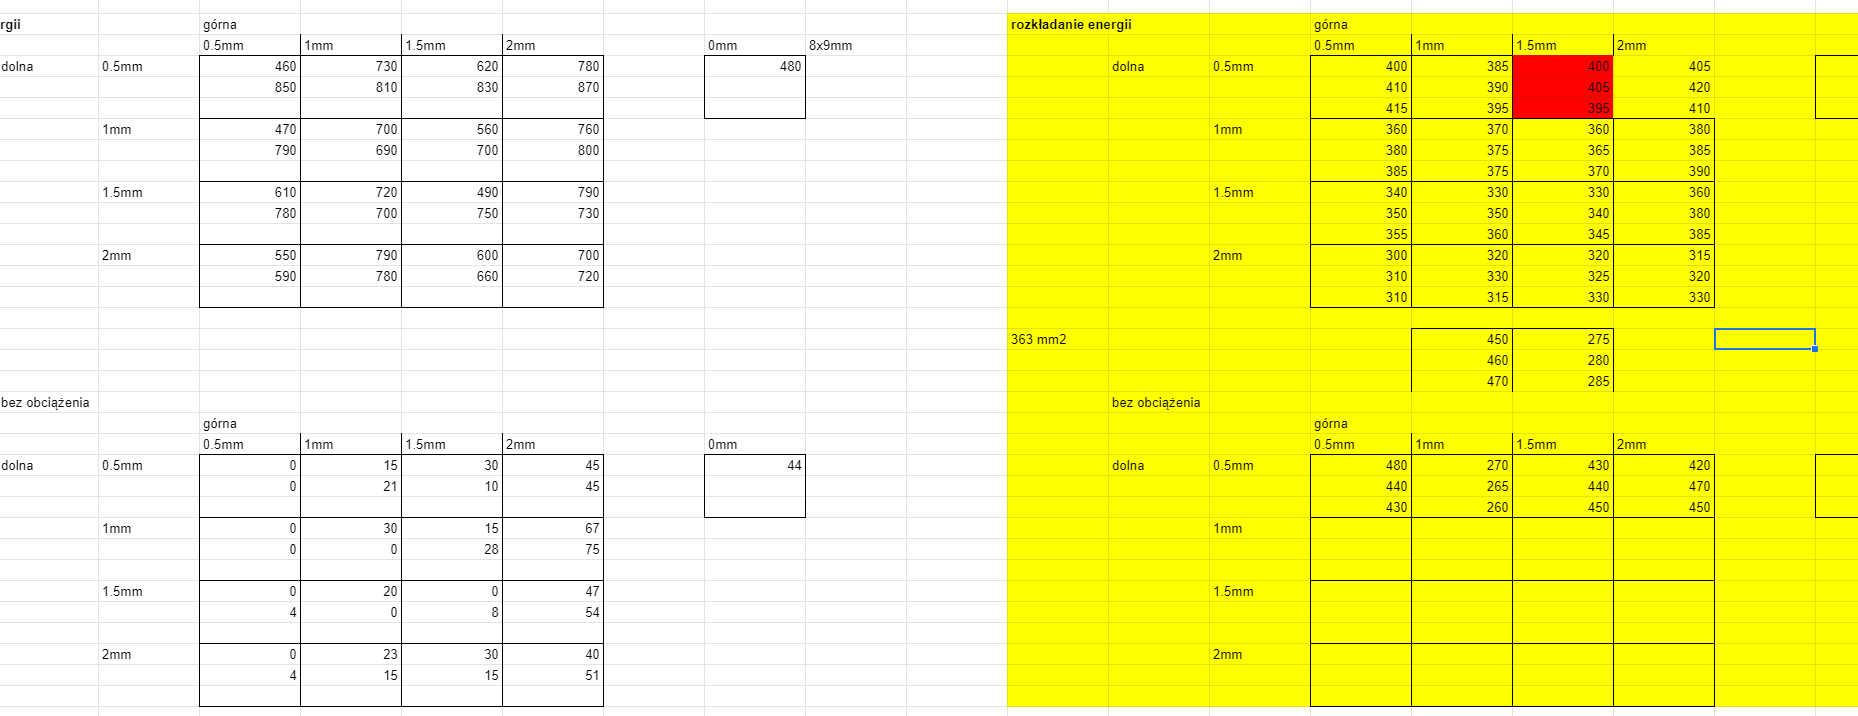 rgii górna rozkładanie energii górna
0.5mm 1mm 1.5mm 2mm 0mm 8x9mm 0.5mm 1mm 1.5mm 2mm
dolna 0.5mm 460 730 620 780 480 dolna 0.5mm 400 385 400 405
850 810 830 870 410 390 405 420
415 395 395 410
1mm 470 700 560 760 1mm 360 370 360 380
790 690 700 800 380 375 365 385
385 375 370 390
1.5mm 610 720 490 790 1.5mm 340 330 330 360
780 700 750 730 350 350 340 380
355 360 345 385
2mm 550 790 600 700 2mm 300 320 320 315
590 780 660 720 310 330 325 320
310 315 330 330
363 mm2 450 275
460 280
470 285
bez obciążenia bez obciążenia
górna górna
0.5mm 1mm 1.5mm 2mm 0mm 0.5mm 1mm 1.5mm 2mm
dolna 0.5mm 0 15 30 45 44 dolna 0.5mm 480 270 430 420
0 21 10 45 440 265 440 470
430 260 450 450
1mm 0 30 15 67 1mm
0 0 28 75
1.5mm 0 20 0 47 1.5mm
4 0 8 54
2mm 0 23 30 40 2mm
4 15 15 51